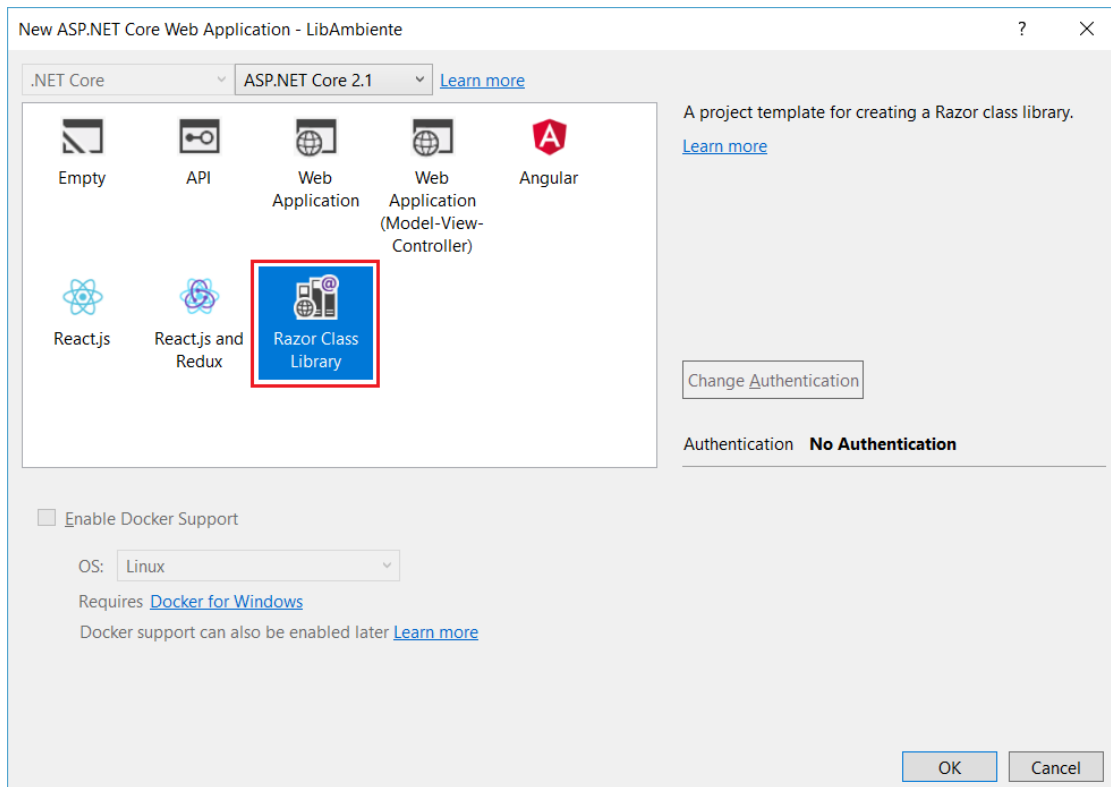 New ASP.NET Core Web Application - LibAmbiente
?
.NET Core
ASP.NET Core 2.1
Learn more
A project template for creating a Razor class library.
Learn more
Empty
API
Web
Application
Web
Application
(Model-View-
Controller)
Angular
React.js
React.js and
Redux
Razor Class
Library
Change Authentication
Authentication No Authentication
Enable Docker Support
OS: Linux
Requires Docker for Windows
Docker support can also be enabled later Learn more
OK
Cancel